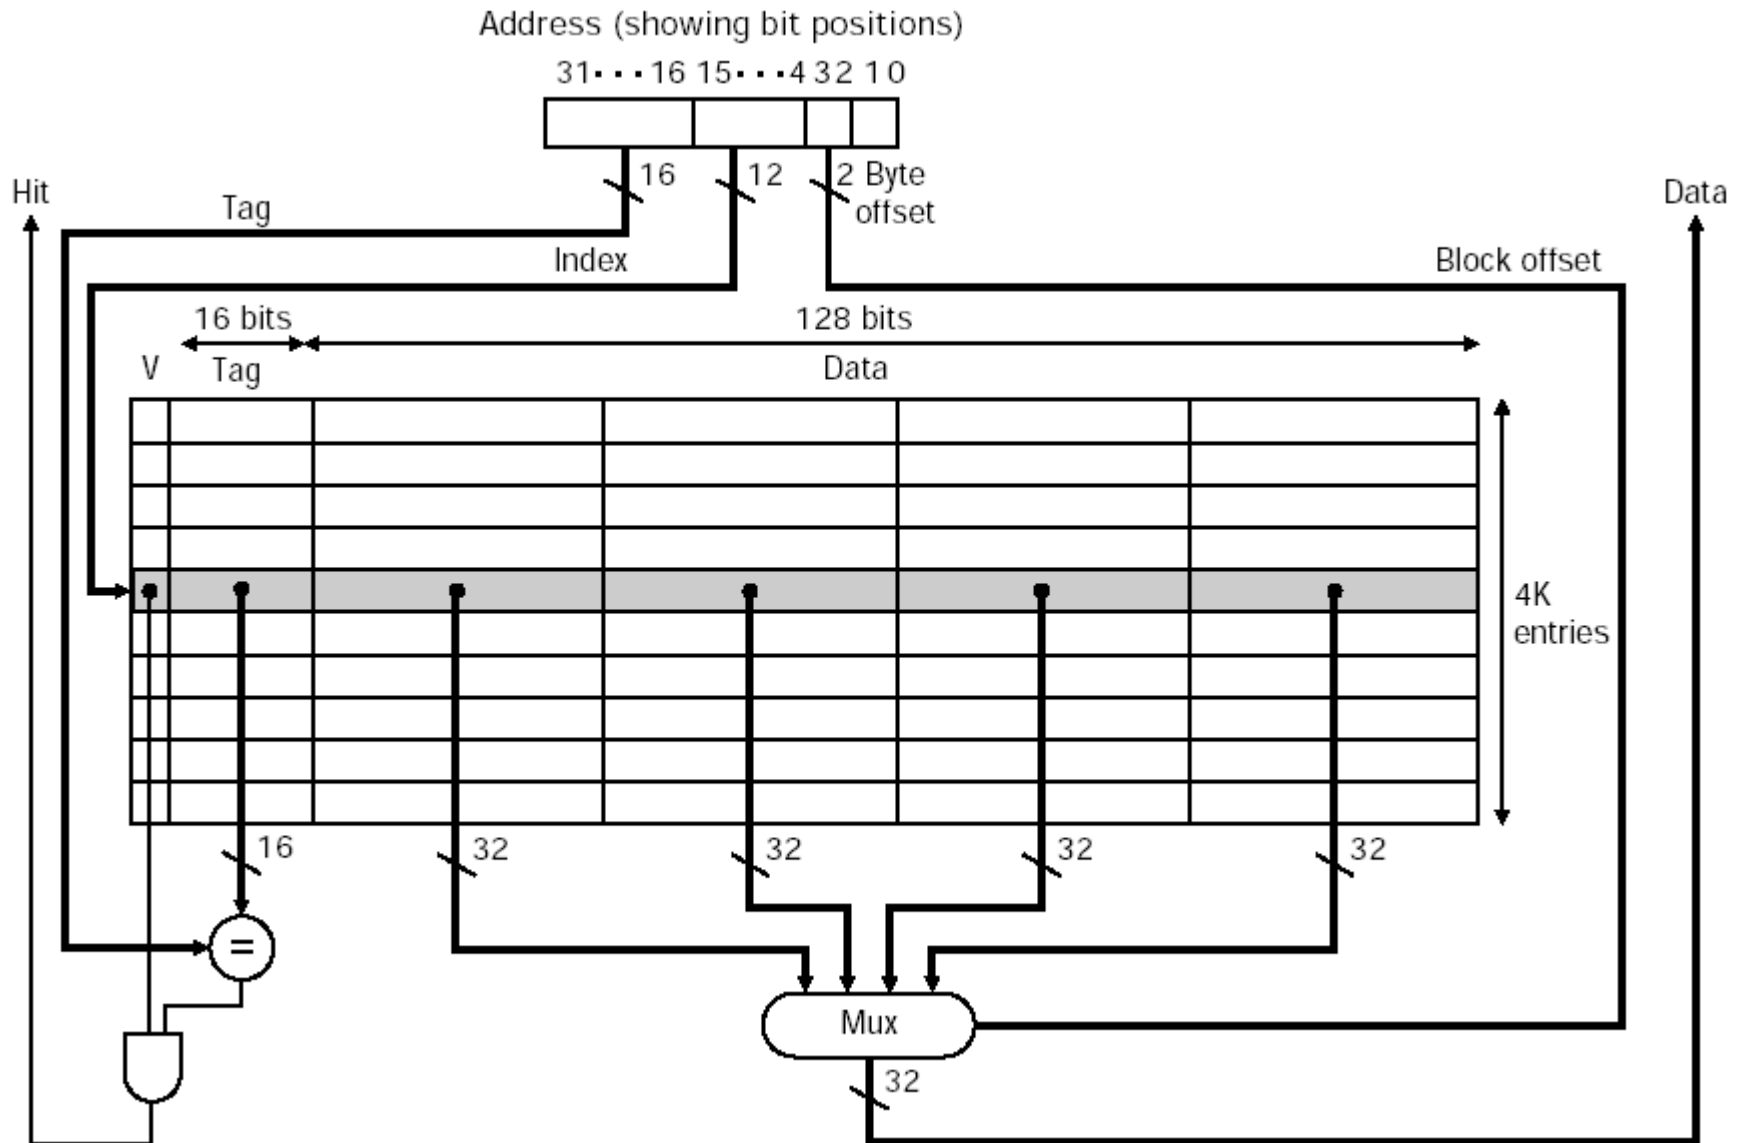 Address (showing bit positions)
31 · · · 16 15 · · · 4 3 2 1 0
16 12 2 Byte
offset
Hit
Data
Tag
Index
Block offset
16 bits
128 bits
V
Tag
Data
4K
entries
16 32 32 32 32
=
Mux
32